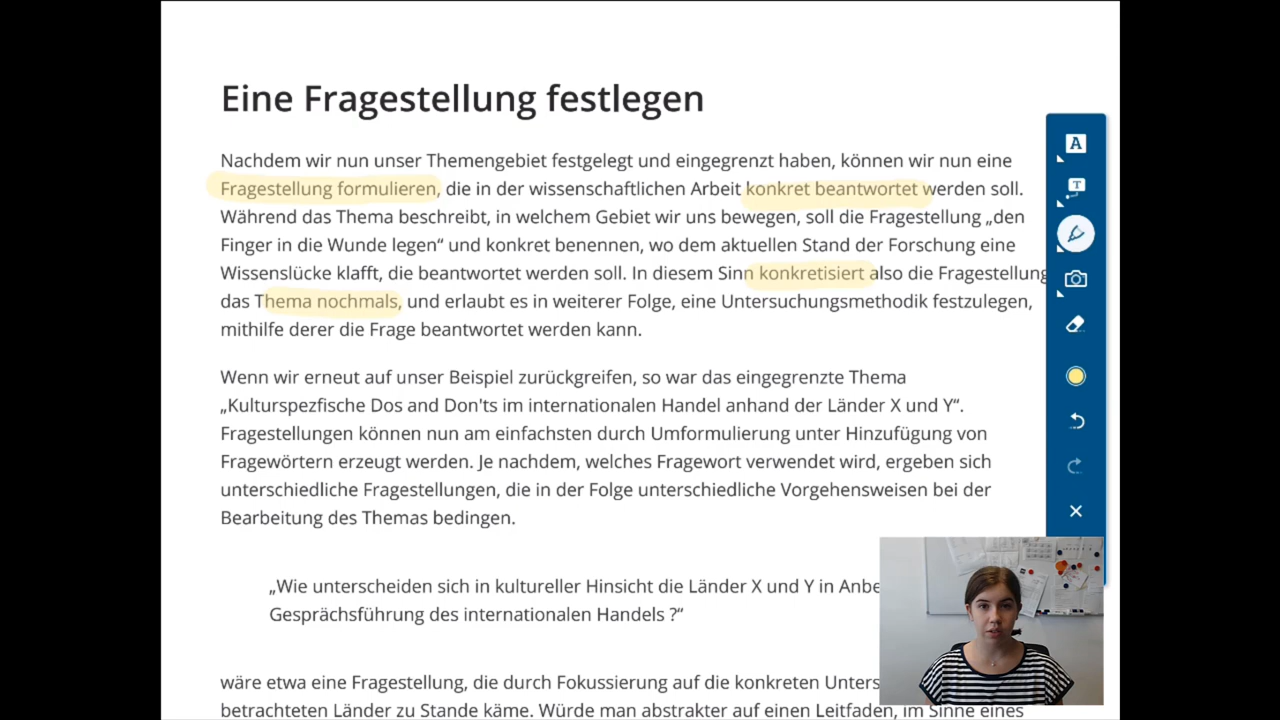 Eine Fragestellung festlegen
Nachdem wir nun unser Themengebiet festgelegt und eingegrenzt haben, können wir nun eine
Fragestellung formulieren, die in der wissenschaftlichen Arbeit konkret beantwortet werden soll.
Während das Thema beschreibt, in welchem Gebiet wir uns bewegen, soll die Fragestellung „den
Finger in die Wunde legen“ und konkret benennen, wo dem aktuellen Stand der Forschung eine
Wissenslücke klafft, die beantwortet werden soll. In diesem Sinn konkretisiert also die Fragestellung
das Thema nochmals, und erlaubt es in weiterer Folge, eine Untersuchungsmethodik festzulegen,
mithilfe derer die Frage beantwortet werden kann.
Wenn wir erneut auf unser Beispiel zurückgreifen, so war das eingegrenzte Thema
„Kulturspezfische Dos and Don'ts im internationalen Handel anhand der Länder X und Y“.
Fragestellungen können nun am einfachsten durch Umformulierung unter Hinzufügung von
Fragewörtern erzeugt werden. Je nachdem, welches Fragewort verwendet wird, ergeben sich
unterschiedliche Fragestellungen, die in der Folge unterschiedliche Vorgehensweisen bei der
Bearbeitung des Themas bedingen.
„Wie unterscheiden sich in kultureller Hinsicht die Länder X und Y in Anbe
Gesprächsführung des internationalen Handels ?“
wäre etwa eine Fragestellung, die durch Fokussierung auf die konkreten Unters
betrachteten Länder zu Stande käme. Würde man abstrakter auf einen Leitfaden, im Sinne eines
A
T